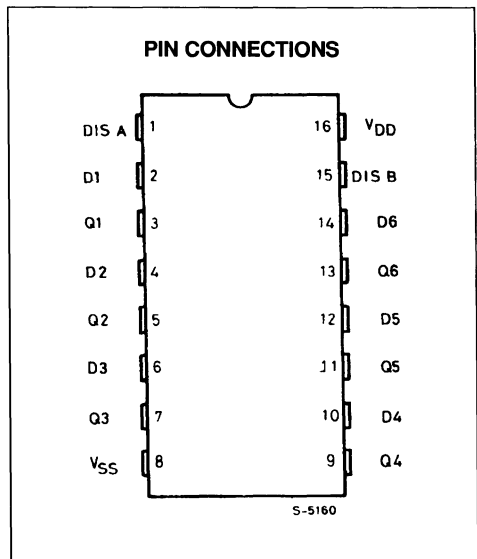 PIN CONNECTIONS
DIS A 1 16 VDD
D1 2 15 DIS B
Q1 3 14 D6
D2 4 13 Q6
Q2 5 12 D5
D3 6 11 Q5
Q3 7 10 D4
VSS 8 9 Q4
S-5160